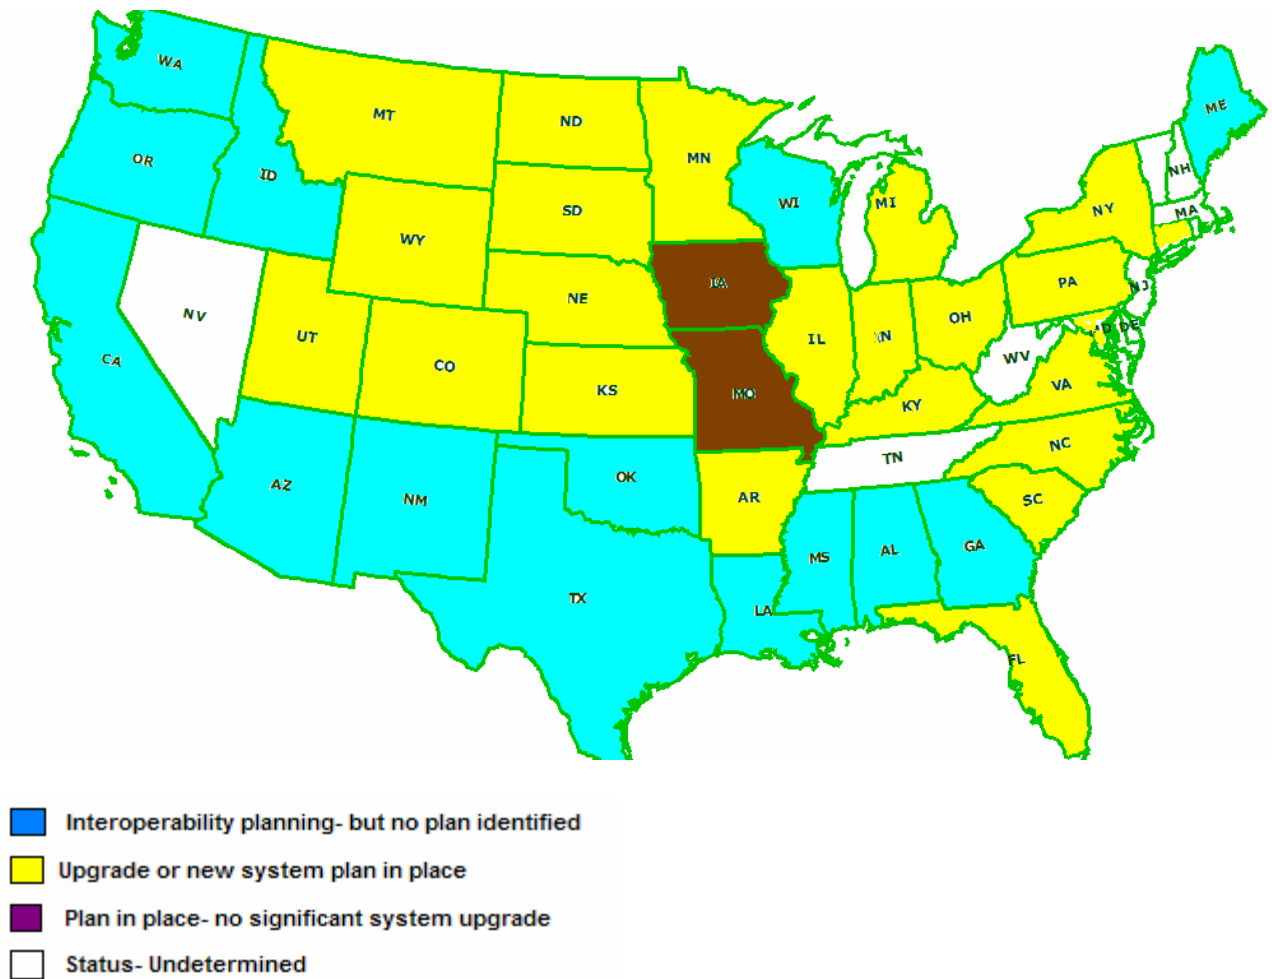 WA
ME
MT
ND
MN
OR
NH
ID
WI
MI
NY
MA
SD
WY
IA
PA
NJ
NE
NV
OH
DE
UT
IL
IN
WV
CA
CO
VA
KS
MO
KY
NC
TN
AZ
OK
NM
AR
SC
MS
AL
GA
TX
LA
FL
Interoperability planning- but no plan identified
Upgrade or new system plan in place
Plan in place- no significant system upgrade
Status- Undetermined